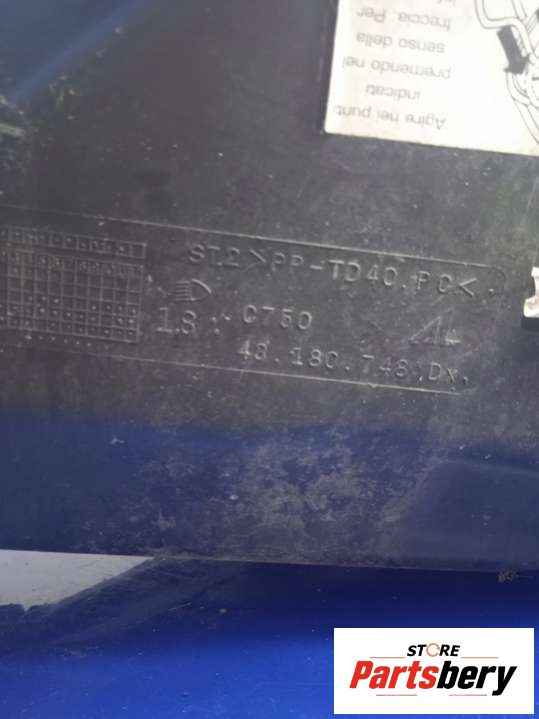 Agire nei punt
indicati
premendo nel
senso della
freccia. Per
ST.2 >PP-TD40.PC<
1.8
C750
48.180.748.Dx.
STORE
Partsbery